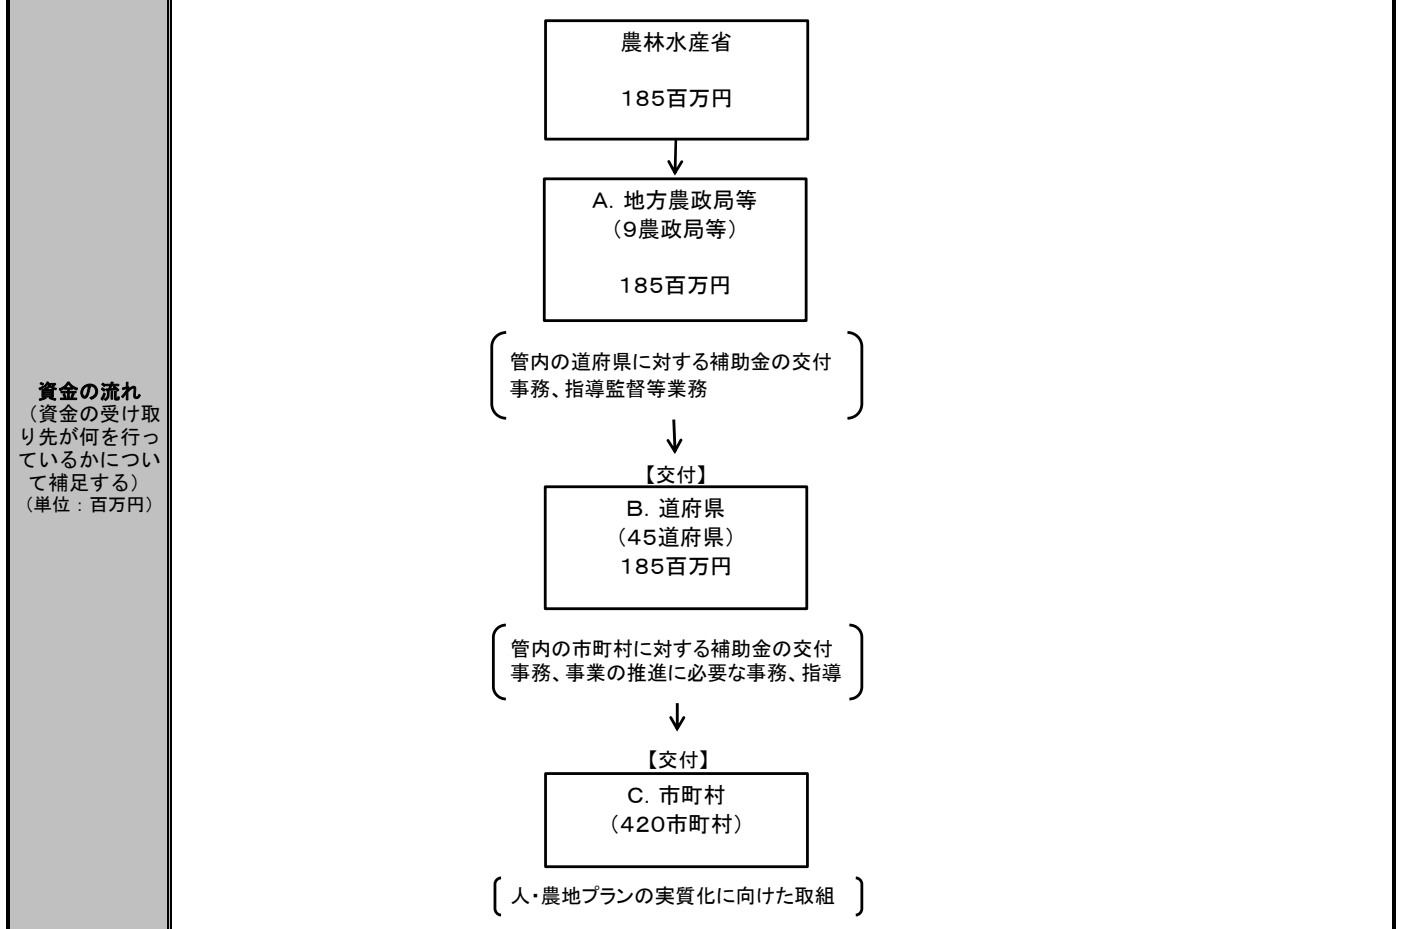 農林水産省
185百万円
A. 地方農政局等
(9農政局等)
185百万円
管内の道府県に対する補助金の交付
事務、指導監督等業務
【交付】
B. 道府県
(45道府県)
185百万円
管内の市町村に対する補助金の交付
事務、事業の推進に必要な事務、指導
【交付】
C. 市町村
(420市町村)
人・農地プランの実質化に向けた取組
資金の流れ
(資金の受け取
り先が何を行っ
ているかについ
て補足する)
(単位:百万円)